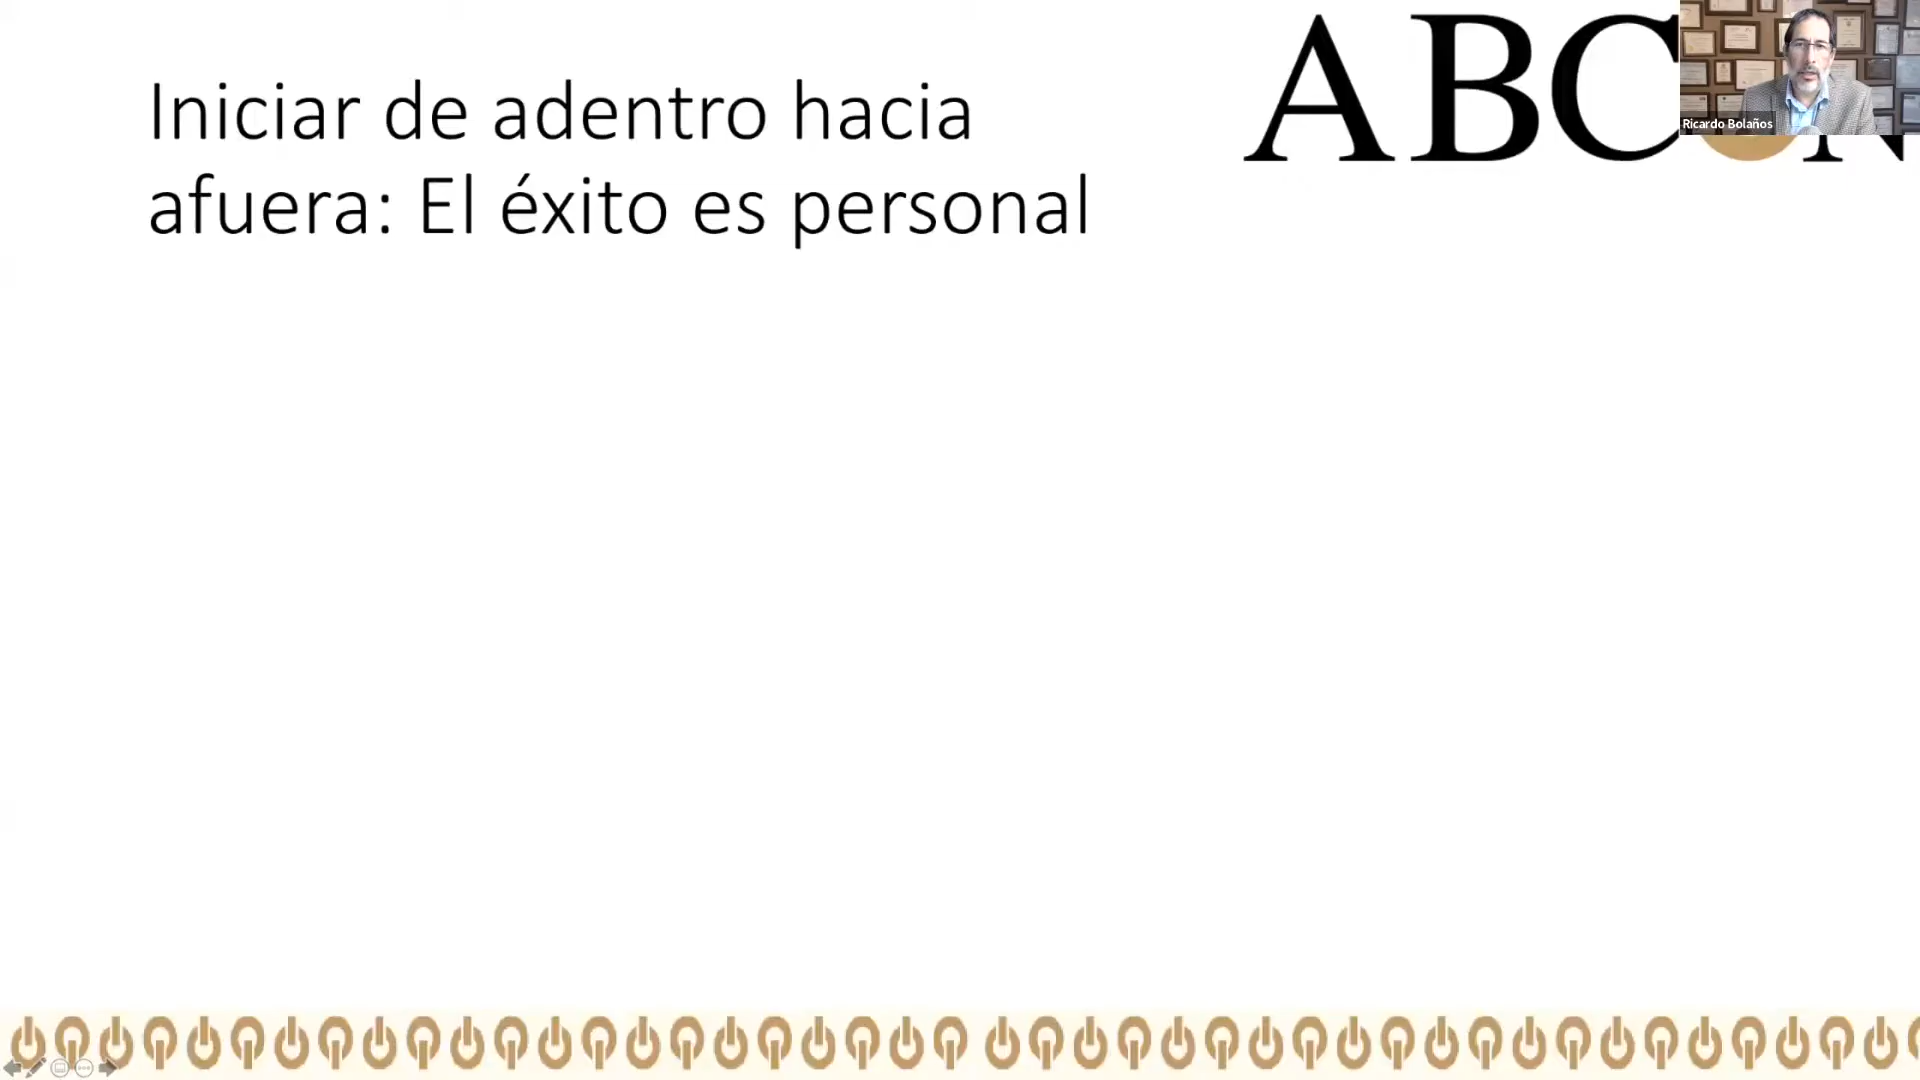 Iniciar de adentro hacia
afuera: El éxito es personal
ABC N
Ricardo Bolaños